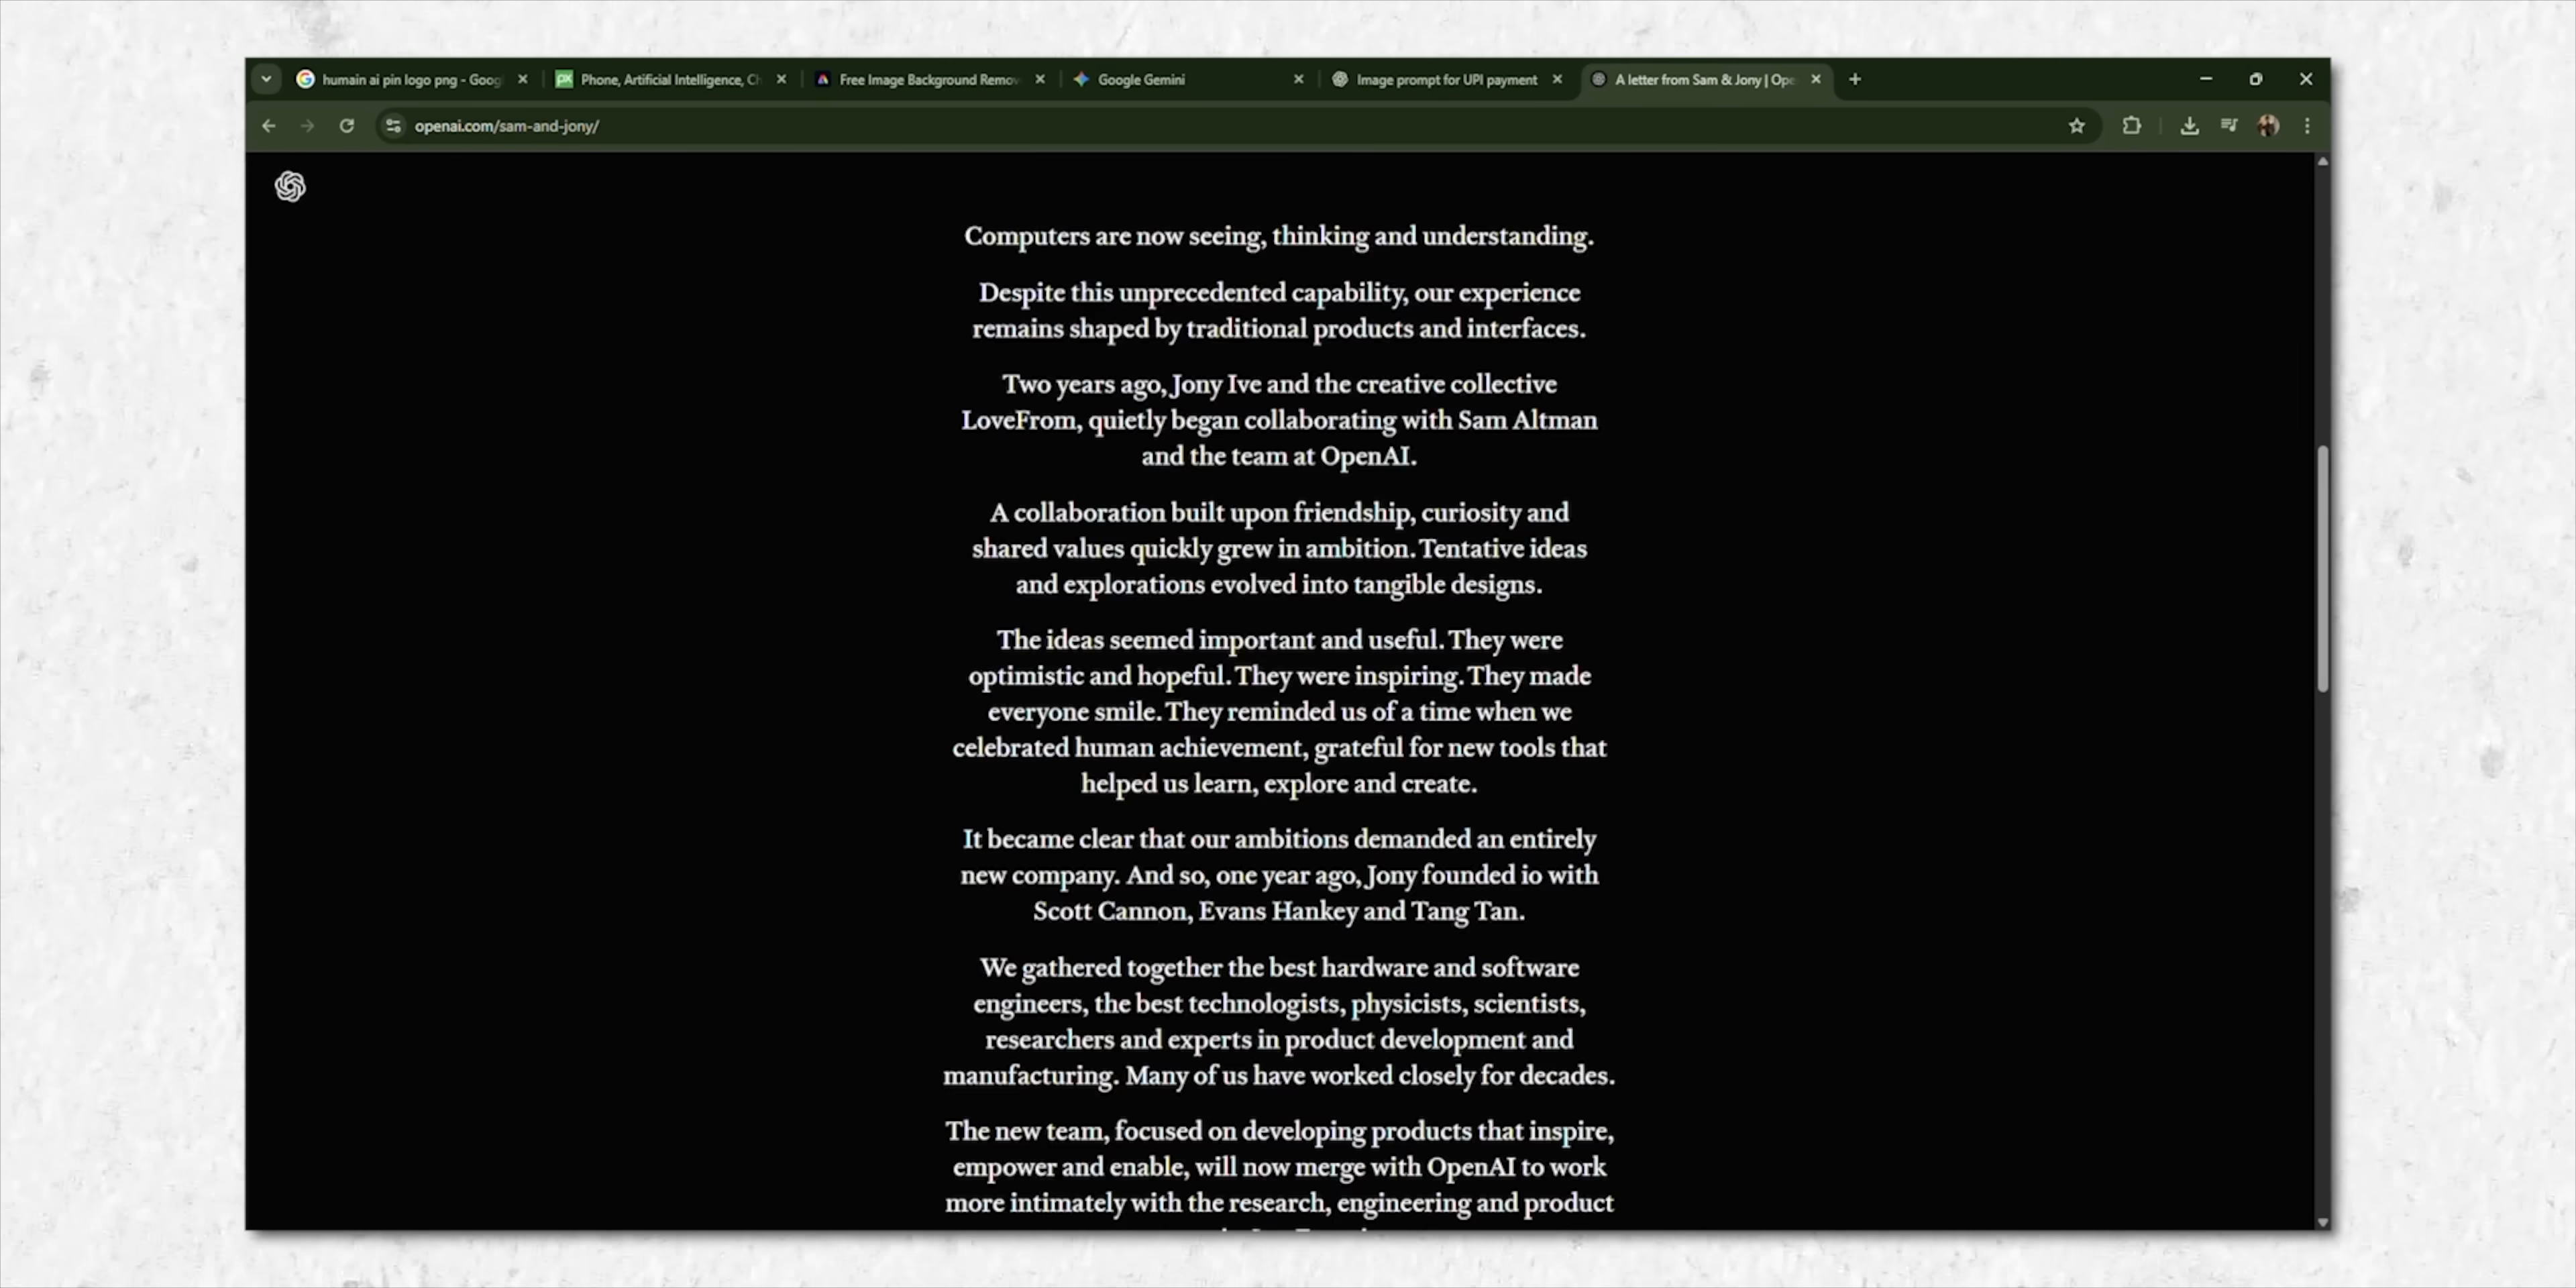 humain ai pin logo png - Goog
Phone, Artificial Intelligence, Ch
Free Image Background Remov
Google Gemini
Image prompt for UPI payment
A letter from Sam & Jony | Ope
openai.com/sam-and-jony/
Computers are now seeing, thinking and understanding.
Despite this unprecedented capability, our experience
remains shaped by traditional products and interfaces.
Two years ago, Jony Ive and the creative collective
LoveFrom, quietly began collaborating with Sam Altman
and the team at OpenAI.
A collaboration built upon friendship, curiosity and
shared values quickly grew in ambition. Tentative ideas
and explorations evolved into tangible designs.
The ideas seemed important and useful. They were
optimistic and hopeful. They were inspiring. They made
everyone smile. They reminded us of a time when we
celebrated human achievement, grateful for new tools that
helped us learn, explore and create.
It became clear that our ambitions demanded an entirely
new company. And so, one year ago, Jony founded io with
Scott Cannon, Evans Hankey and Tang Tan.
We gathered together the best hardware and software
engineers, the best technologists, physicists, scientists,
researchers and experts in product development and
manufacturing. Many of us have worked closely for decades.
The new team, focused on developing products that inspire,
empower and enable, will now merge with OpenAI to work
more intimately with the research, engineering and product